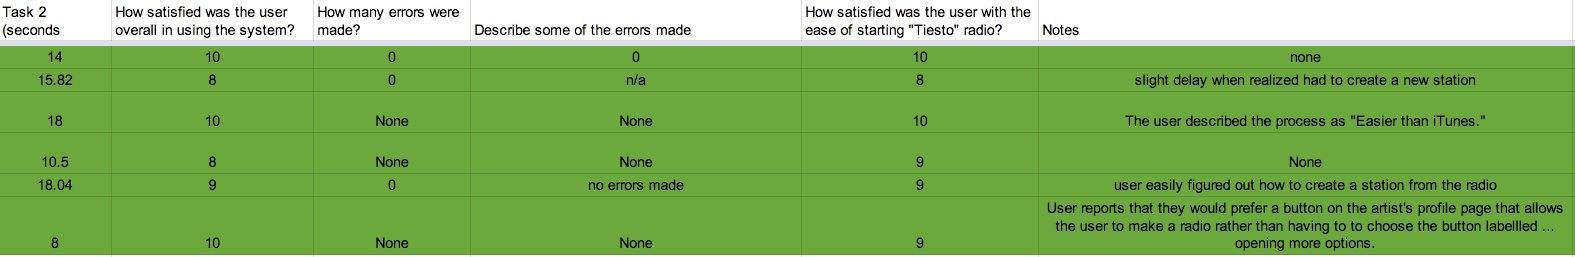 Task 2 (seconds How satisfied was the user overall in using the system? How many errors were made? Describe some of the errors made How satisfied was the user with the ease of starting "Tiesto" radio? Notes
14 10 0 0 10 none
15.82 8 0 n/a 8 slight delay when realized had to create a new station
18 10 None None 10 The user described the process as "Easier than iTunes."
10.5 8 None None 9 None
18.04 9 0 no errors made 9 user easily figured out how to create a station from the radio
8 10 None None 9 User reports that they would prefer a button on the artist's profile page that allows
the user to make a radio rather than having to to choose the button labellled ...
opening more options.